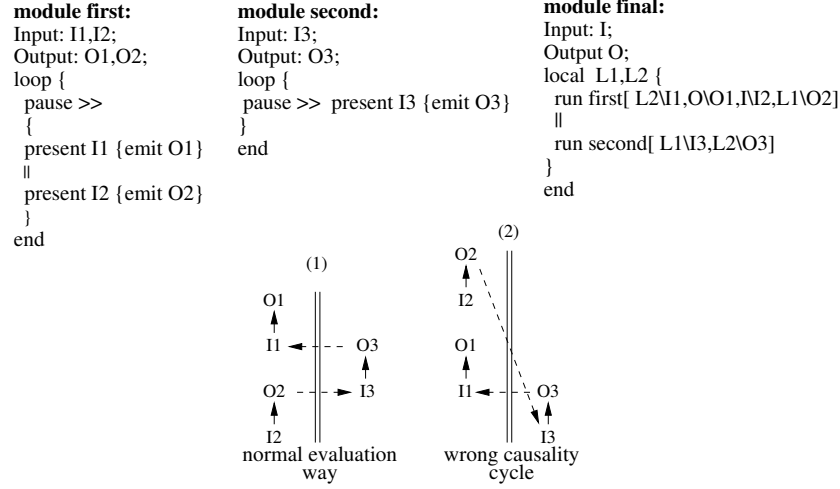 module first:
Input: I1,I2;
Output: O1,O2;
loop {
pause >>
{
present I1 {emit O1}
||
present I2 {emit O2}
}
end
module second:
Input: I3;
Output: O3;
loop {
pause >> present I3 {emit O3}
}
end
module final:
Input: I;
Output O;
local L1,L2 {
run first[ L2\I1,O\O1,I\I2,L1\O2]
||
run second[ L1\I3,L2\O3]
}
end
(1)
O1
I1
O3
O2
I3
I2
normal evaluation
way
(2)
O2
I2
O1
I1
O3
I3
wrong causality
cycle